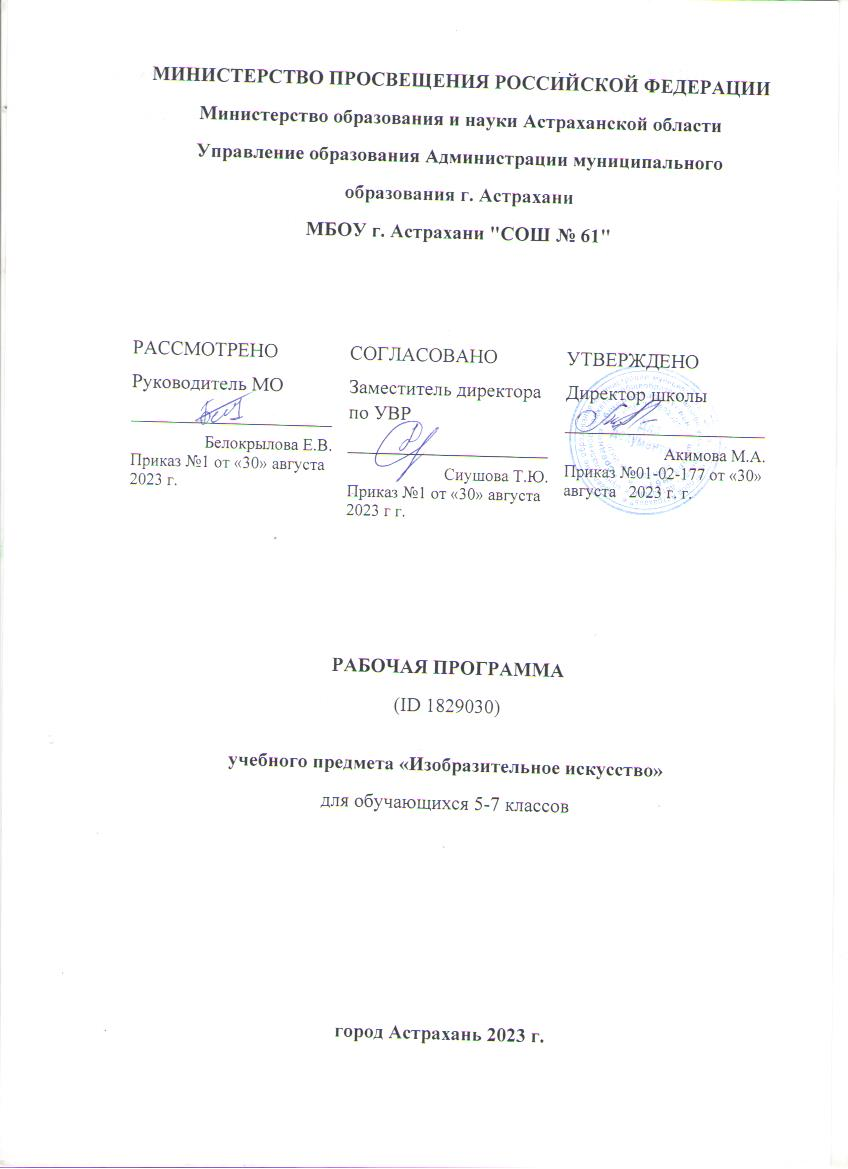 МИНИСТЕРСТВО ПРОСВЕЩЕНИЯ РОССИЙСКОЙ ФЕДЕРАЦИИ
Министерство образования и науки Астраханской области
Управление образования Администрации муниципального
образования г. Астрахани
МБОУ г. Астрахани "СОШ № 61"
РАССМОТРЕНО
Руководитель МО
Белокрылова Е.В.
Приказ №1 от «30» августа
2023 г.
СОГЛАСОВАНО
Заместитель директора
по УВР
Сиушова Т.Ю.
Приказ №1 от «30» августа
2023 г г.
УТВЕРЖДЕНО
Директор школы
Акимова М.А.
Приказ №01-02-177 от «30»
августа 2023 г. г.
РАБОЧАЯ ПРОГРАММА
(ID 1829030)
учебного предмета «Изобразительное искусство»
для обучающихся 5-7 классов
город Астрахань 2023 г.